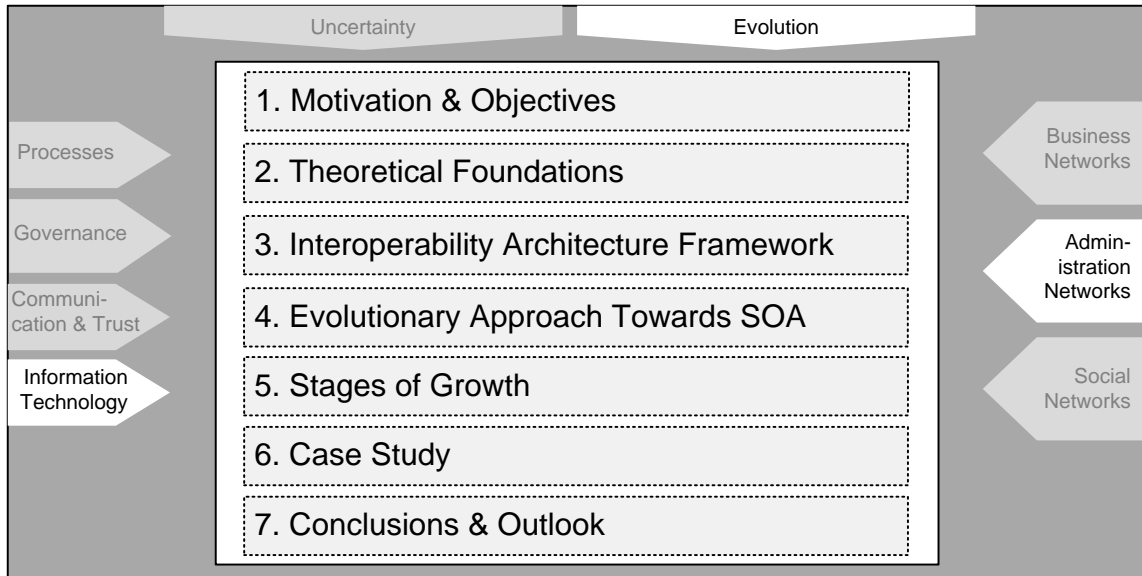 Uncertainty
Evolution
Processes
Governance
Communi-
cation & Trust
Information
Technology
1. Motivation & Objectives
2. Theoretical Foundations
3. Interoperability Architecture Framework
4. Evolutionary Approach Towards SOA
5. Stages of Growth
6. Case Study
7. Conclusions & Outlook
Business
Networks
Admin-
istration
Networks
Social
Networks